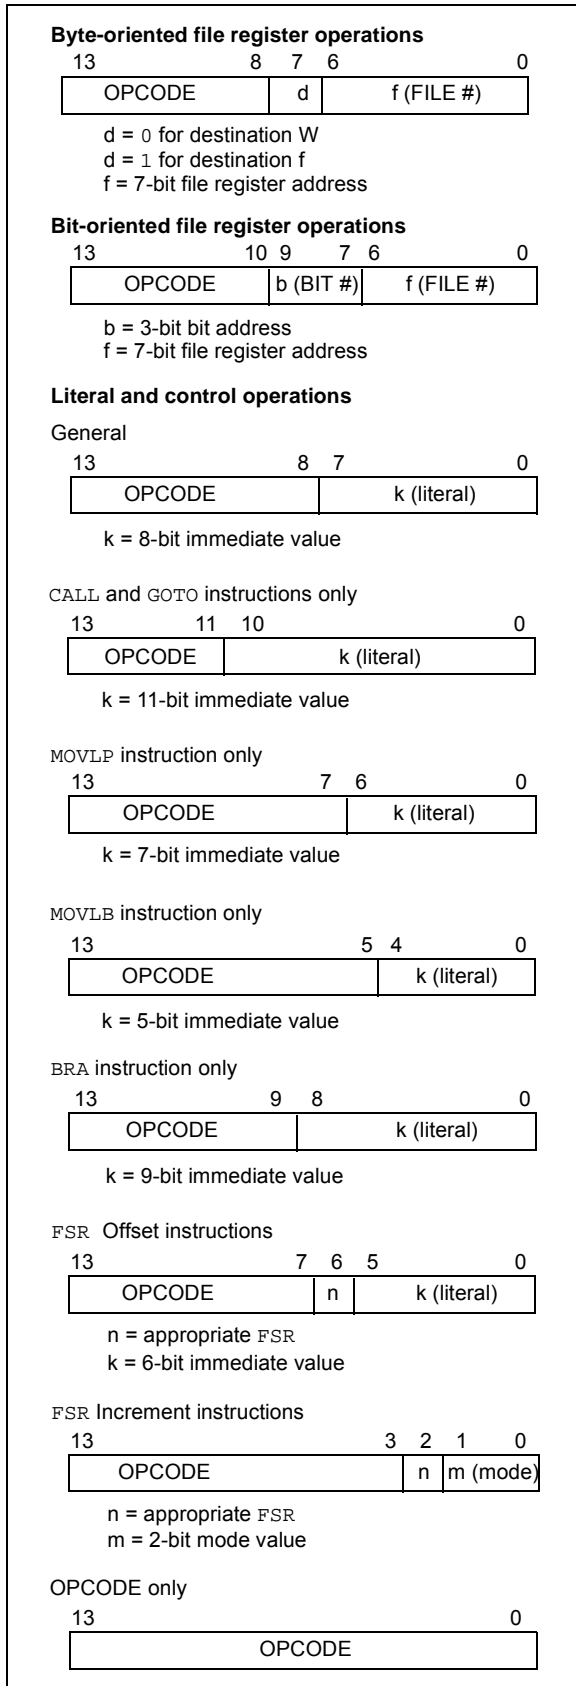 Byte-oriented file register operations
13 8 7 6 0
OPCODE d f (FILE #)
d = 0 for destination W
d = 1 for destination f
f = 7-bit file register address
Bit-oriented file register operations
13 10 9 7 6 0
OPCODE b (BIT #) f (FILE #)
b = 3-bit bit address
f = 7-bit file register address
Literal and control operations
General
13 8 7 0
OPCODE k (literal)
k = 8-bit immediate value
CALL and GOTO instructions only
13 11 10 0
OPCODE k (literal)
k = 11-bit immediate value
MOVLP instruction only
13 7 6 0
OPCODE k (literal)
k = 7-bit immediate value
MOVLB instruction only
13 5 4 0
OPCODE k (literal)
k = 5-bit immediate value
BRA instruction only
13 9 8 0
OPCODE k (literal)
k = 9-bit immediate value
FSR Offset instructions
13 7 6 5 0
OPCODE n k (literal)
n = appropriate FSR
k = 6-bit immediate value
FSR Increment instructions
13 3 2 1 0
OPCODE n m (mode)
n = appropriate FSR
m = 2-bit mode value
OPCODE only
13 0
OPCODE